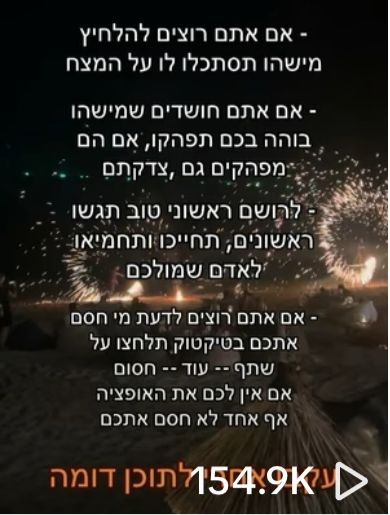 - אם אתם רוצים להלחיץ
מישהו תסתכלו לו על המצח
- אם אתם חושדים שמישהו
בוהה בכם תפהקו, אם הם
מפהקים גם ,צדקתם
- לרושם ראשוני טוב תגשו
ראשונים, תחייכו ותחמיאו
לאדם שמולכם
- אם אתם רוצים לדעת מי חסם
אתכם בטיקטוק תלחצו על
שתף -- עוד -- חסום
אם אין לכם את האופציה
אף אחד לא חסם אתכם
לתוכן דומה
154.9K